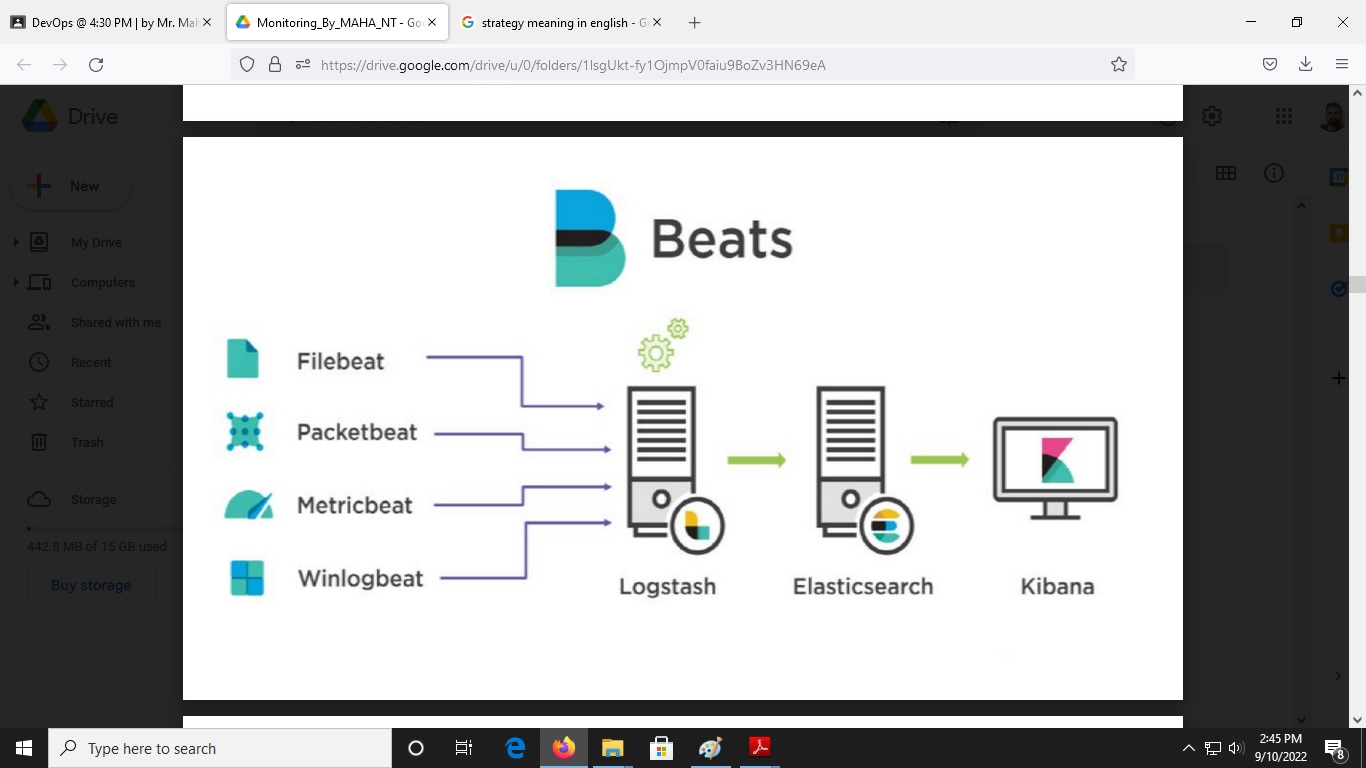 DevOps @ 4:30 PM | by Mr. Mah
Monitoring_By_MAHA_NT - Goo
strategy meaning in english - Go
https://drive.google.com/drive/u/0/folders/1lsgUkt-fy1OjmpV0faiu9BoZv3HN69eA
Drive
New
My Drive
Computers
Shared with me
Recent
Starred
Trash
Storage
442.8 MB of 15 GB used
Buy storage
Beats
Filebeat
Packetbeat
Metricbeat
Winlogbeat
Logstash
Elasticsearch
Kibana
Type here to search
2:45 PM
9/10/2022
8